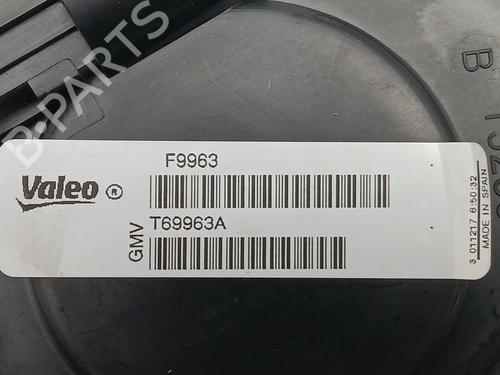 F9963
Valeo ®
T69963A
GMV
3 011217 6:50:32
MADE IN SPAIN
B-PARTS
B